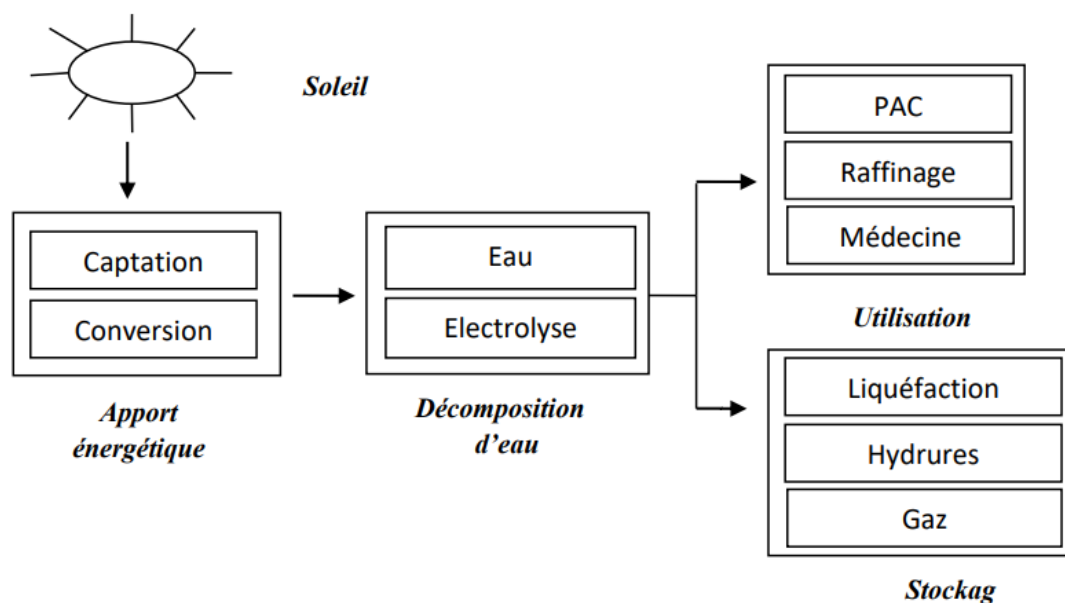 Soleil
Captation
Conversion
Apport
énergétique
Eau
Electrolyse
Décomposition
d'eau
PAC
Raffinage
Médecine
Utilisation
Liquéfaction
Hydrures
Gaz
Stockag